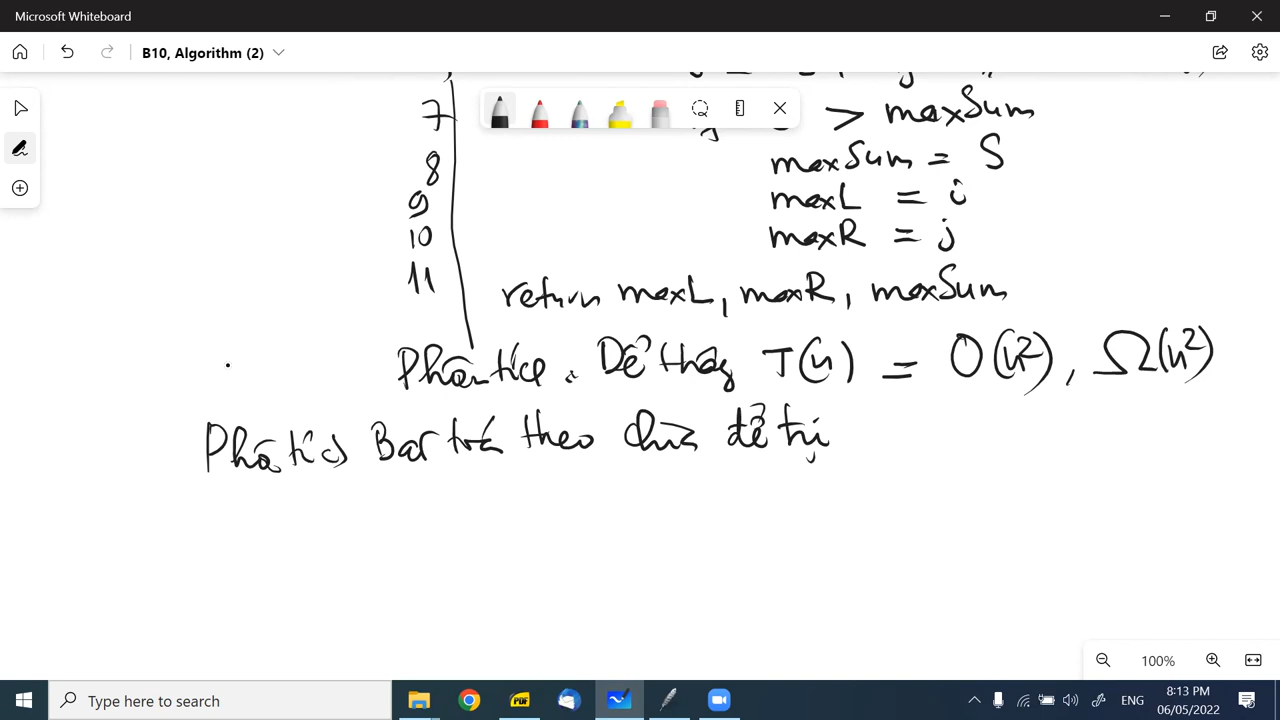 Microsoft Whiteboard
B10, Algorithm (2)
7 > maxSum
8 maxSum = S
9 maxL = i
10 maxR = j
11 return maxL, maxR, maxSum
Phân tích. Dễ thấy T(n) = O(n²), Ω(n²)
Phân tích Bài toán theo chia để trị
100%
Type here to search
ENG
8:13 PM
06/05/2022